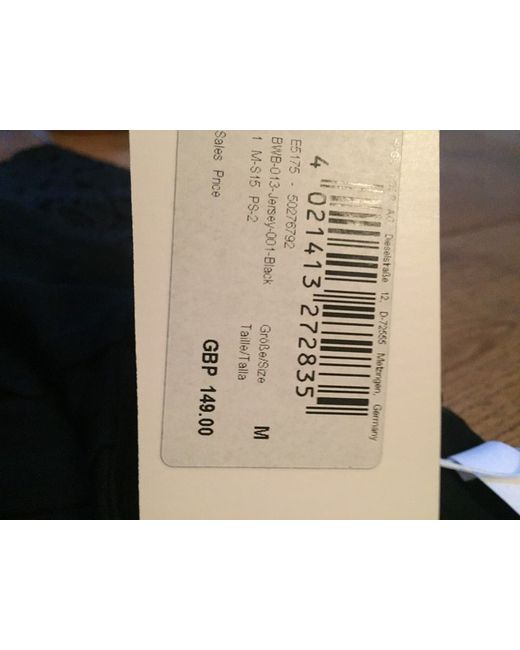 AG, Dieselstraße 12, D-72555 Metzingen, Germany
4 021413 272835
E5175 - 50276792
BWB-013-Jersey-001-Black
1 M-S15 PS-2
Größe/Size
Taille/Talla
M
Sales Price
GBP 149.00